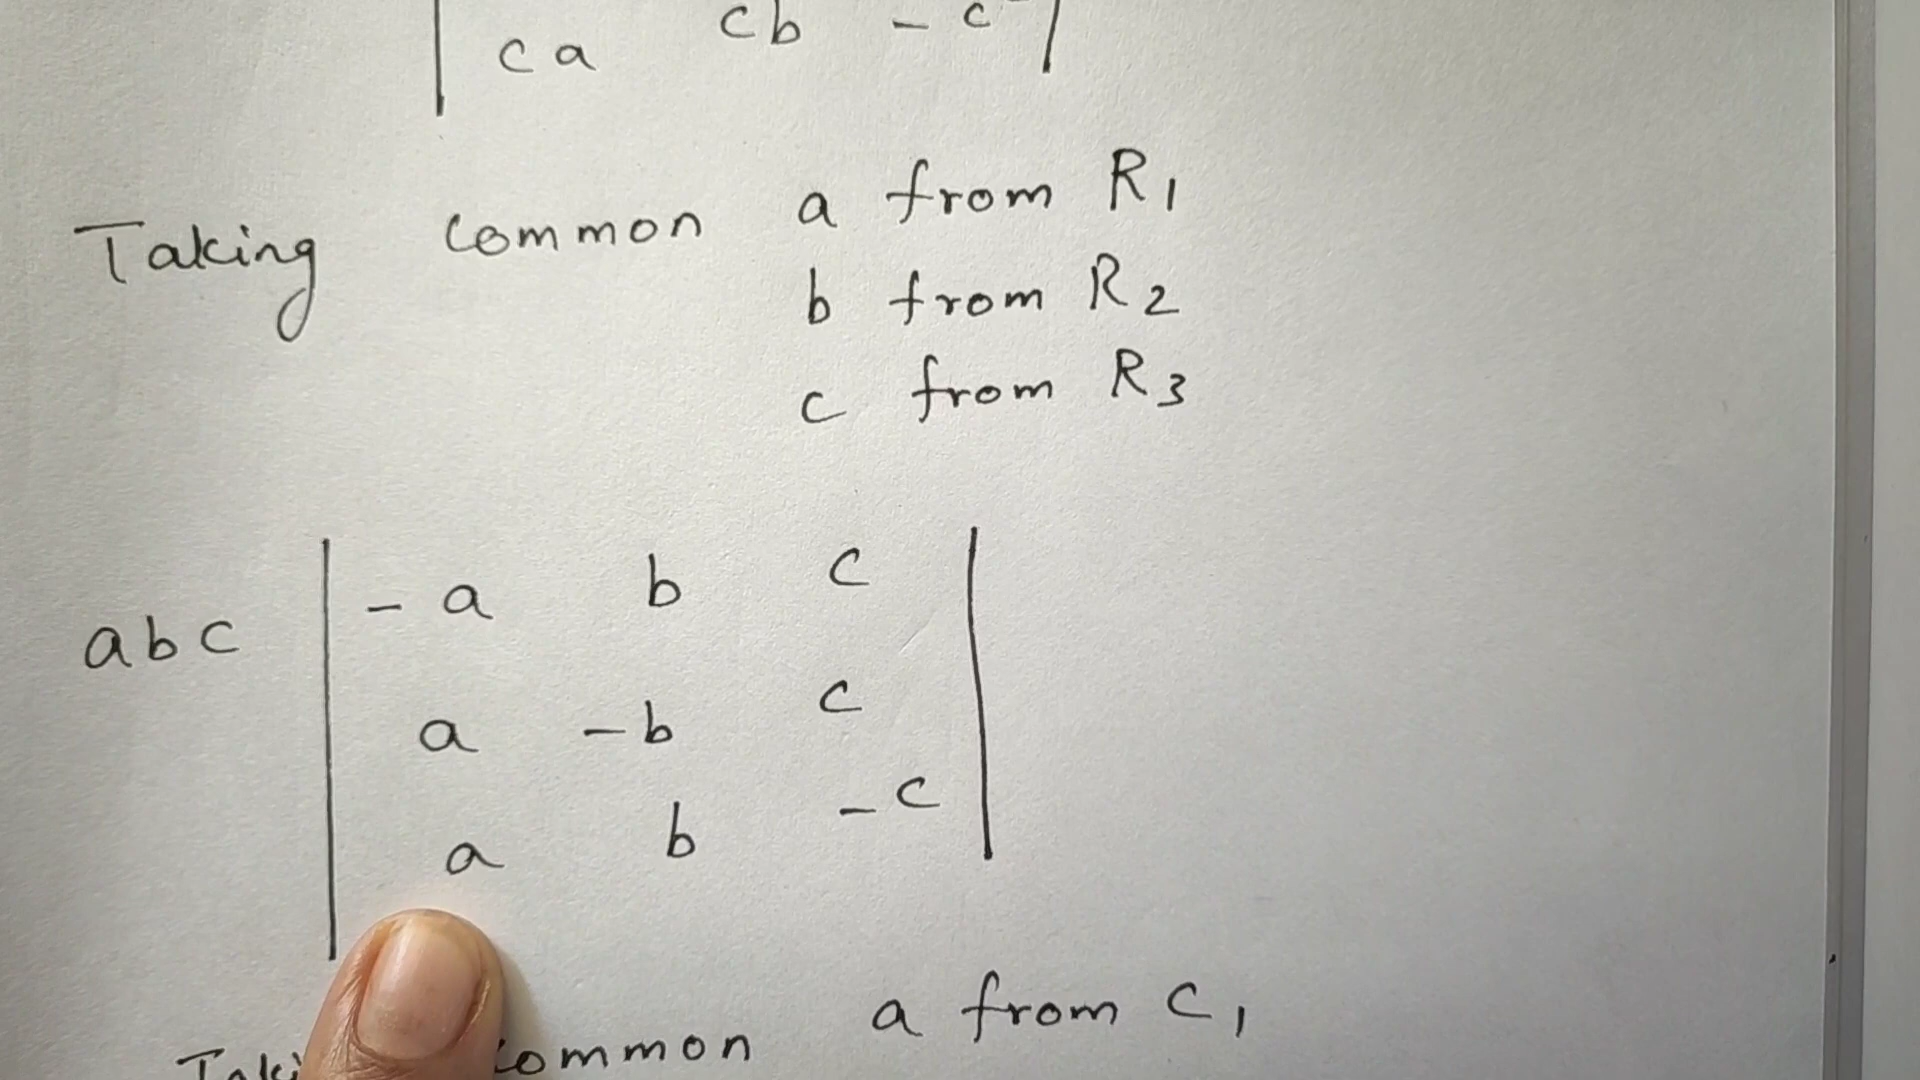 ca cb - c
Taking common a from R1
b from R2
c from R3
abc | - a b c |
a - b c
a b - c
common a from C1